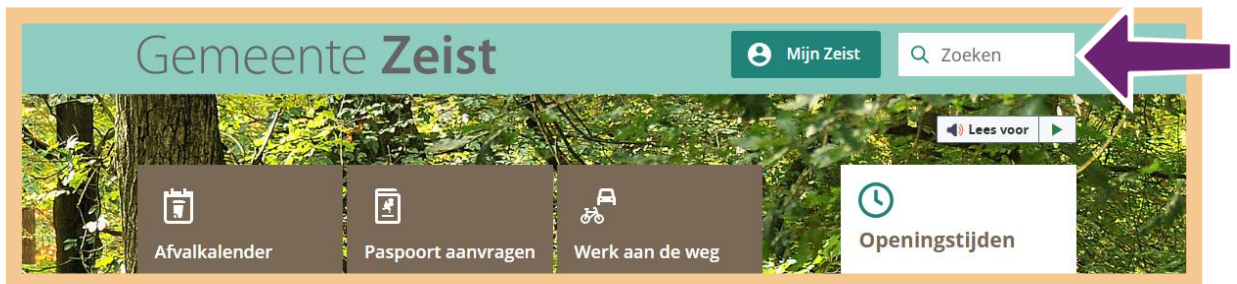 Gemeente Zeist
Mijn Zeist
Zoeken
Lees voor
Afvalkalender
Paspoort aanvragen
Werk aan de weg
Openingstijden